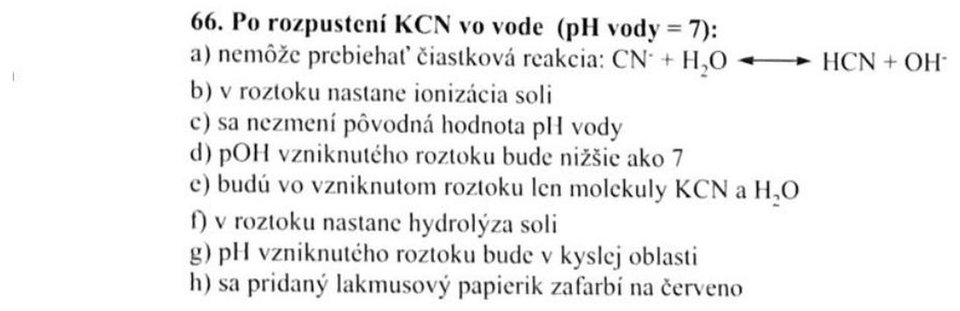 66. Po rozpustení KCN vo vode (pH vody = 7):
a) nemôže prebiehať čiastková reakcia: CN⁻ + H₂O ⟷ HCN + OH⁻
b) v roztoku nastane ionizácia soli
c) sa nezmení pôvodná hodnota pH vody
d) pOH vzniknutého roztoku bude nižšie ako 7
e) budú vo vzniknutom roztoku len molekuly KCN a H₂O
f) v roztoku nastane hydrolýza soli
g) pH vzniknutého roztoku bude v kyslej oblasti
h) sa pridaný lakmusový papierik zafarbí na červeno